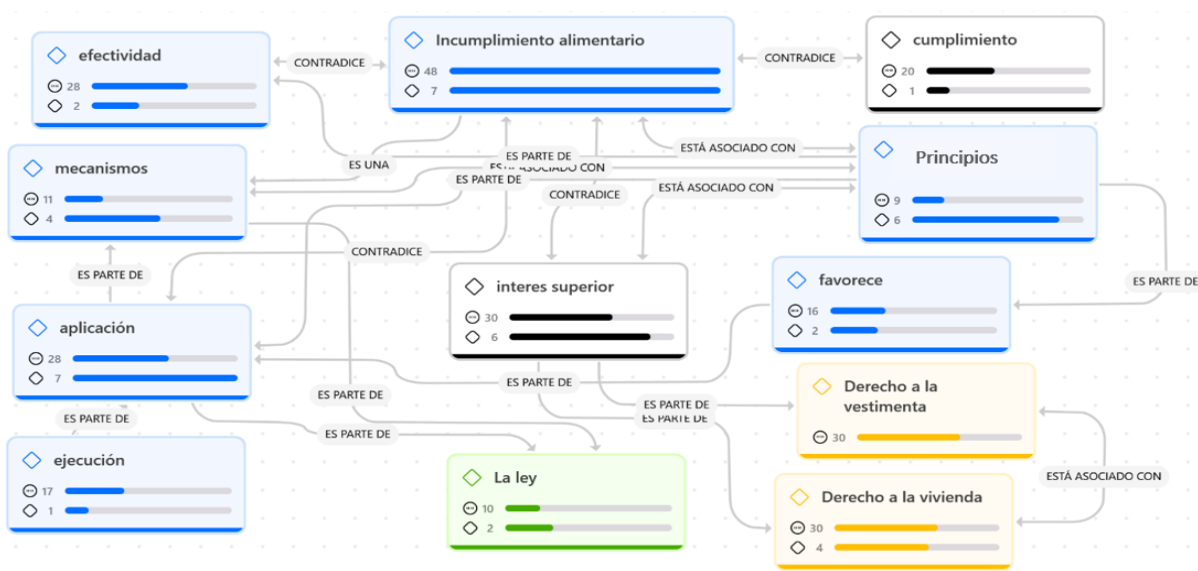 efectividad
28
2
CONTRADICE
Incumplimiento alimentario
48
7
CONTRADICE
cumplimiento
20
1
mecanismos
11
4
ES UNA
ES PARTE DE
ESTÁ ASOCIADO CON
ES PARTE DE
ESTÁ ASOCIADO CON
ESTÁ ASOCIADO CON
CONTRADICE
Principios
9
6
CONTRADICE
ES PARTE DE
ES PARTE DE
interes superior
30
6
favorece
16
2
aplicación
28
7
ES PARTE DE
ES PARTE DE
ES PARTE DE
ES PARTE DE
Derecho a la
vestimenta
30
ES PARTE DE
ES PARTE DE
ejecución
17
1
La ley
10
2
ESTÁ ASOCIADO CON
Derecho a la vivienda
30
4